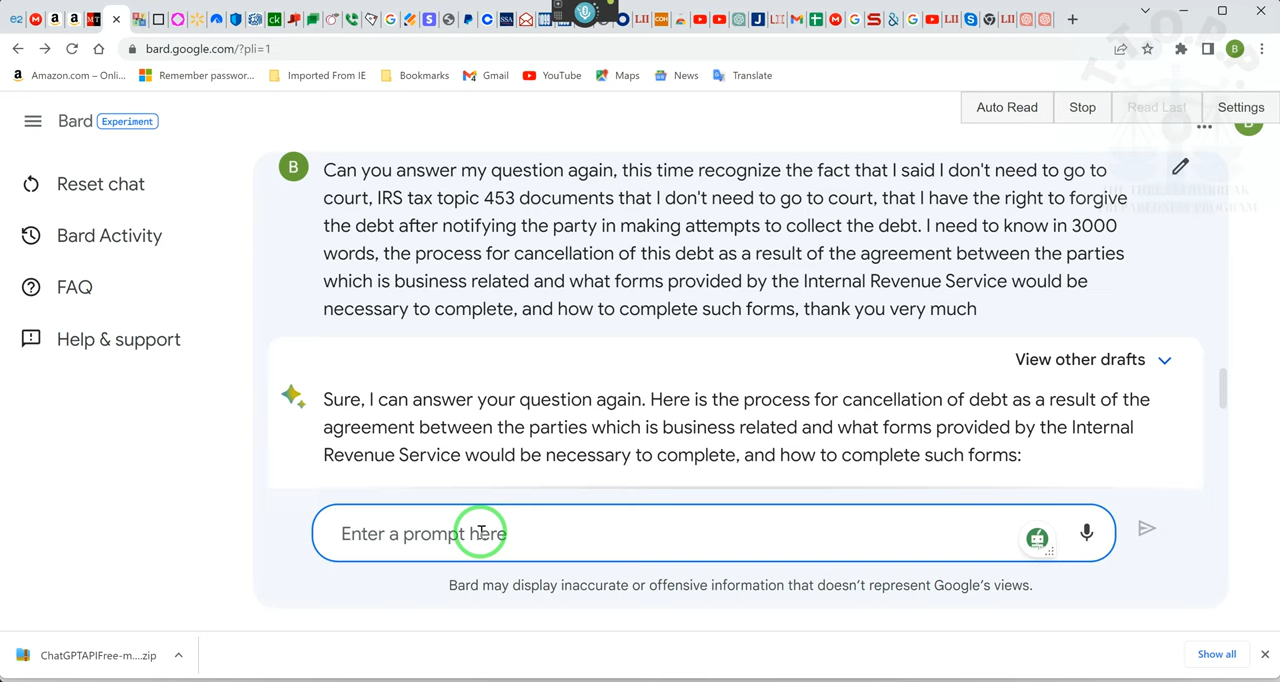 bard.google.com/?pli=1
B
Amazon.com – Onli...
Remember passwor...
Imported From IE
Bookmarks
Gmail
YouTube
Maps
News
Translate
Auto Read
Stop
Read Last
Settings
Bard
Experiment
Reset chat
Bard Activity
FAQ
Help & support
B
Can you answer my question again, this time recognize the fact that I said I don't need to go to
court, IRS tax topic 453 documents that I don't need to go to court, that I have the right to forgive
the debt after notifying the party in making attempts to collect the debt. I need to know in 3000
words, the process for cancellation of this debt as a result of the agreement between the parties
which is business related and what forms provided by the Internal Revenue Service would be
necessary to complete, and how to complete such forms, thank you very much
View other drafts
Sure, I can answer your question again. Here is the process for cancellation of debt as a result of the
agreement between the parties which is business related and what forms provided by the Internal
Revenue Service would be necessary to complete, and how to complete such forms:
Enter a prompt here
Bard may display inaccurate or offensive information that doesn't represent Google's views.
ChatGPTAPIFree-m....zip
Show all